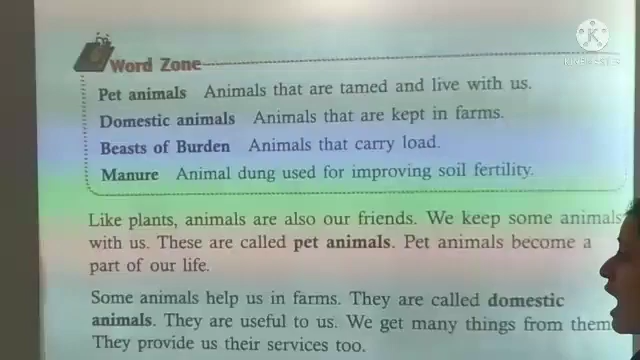 Word Zone
Pet animals Animals that are tamed and live with us.
Domestic animals Animals that are kept in farms.
Beasts of Burden Animals that carry load.
Manure Animal dung used for improving soil fertility.
Like plants, animals are also our friends. We keep some animals
with us. These are called pet animals. Pet animals become a
part of our life.
Some animals help us in farms. They are called domestic
animals. They are useful to us. We get many things from them
They provide us their services too.